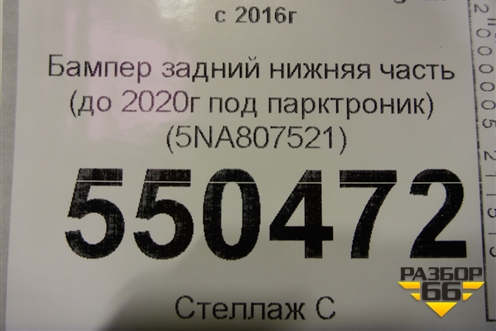 с 2016г
Бампер задний нижняя часть
(до 2020г под парктроник)
(5NA807521)
550472
Стеллаж С
РАЗБОР
66